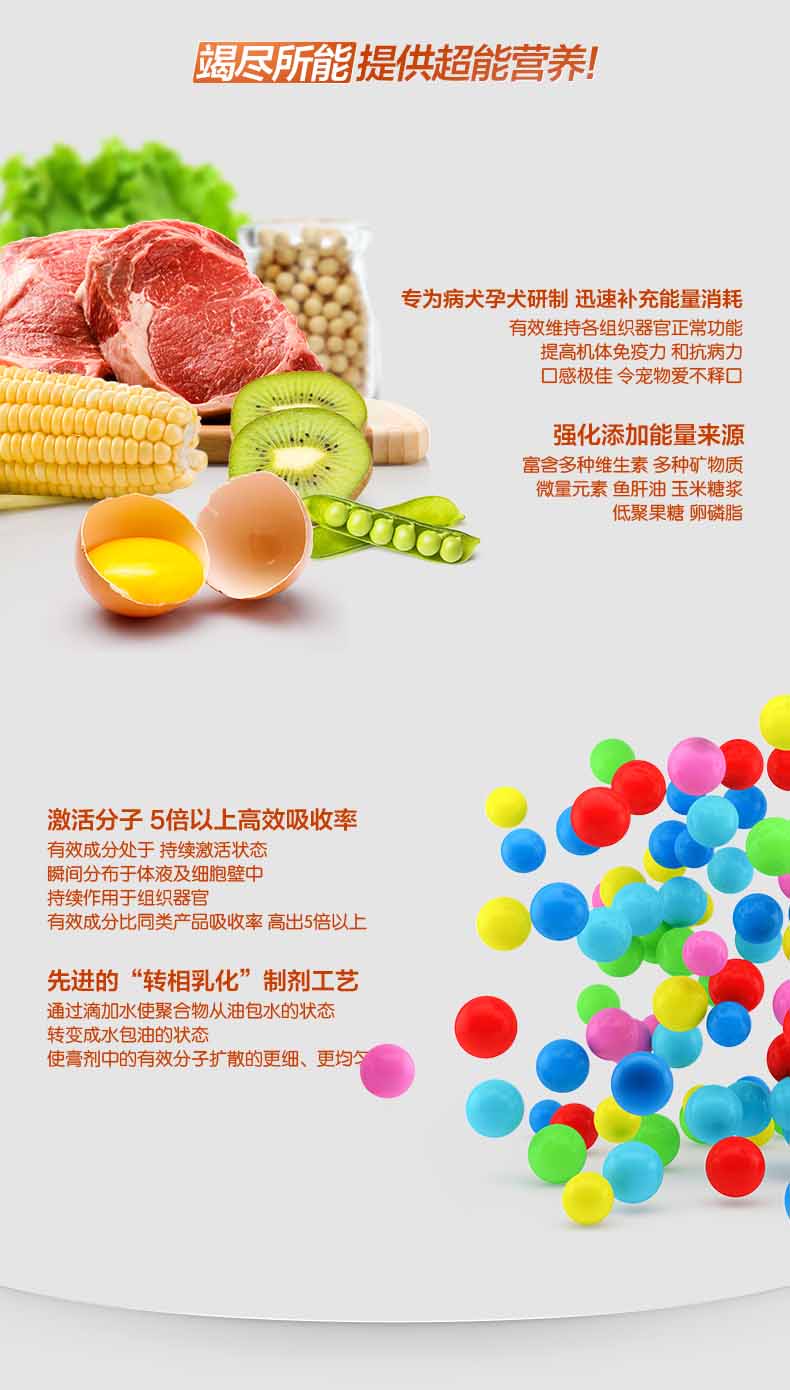 竭尽所能 提供超能营养!
专为病犬孕犬研制 迅速补充能量消耗
有效维持各组织器官正常功能
提高机体免疫力 和抗病力
口感极佳 令宠物爱不释口
强化添加能量来源
富含多种维生素 多种矿物质
微量元素 鱼肝油 玉米糖浆
低聚果糖 卵磷脂
激活分子 5倍以上高效吸收率
有效成分处于 持续激活状态
瞬间分布于体液及细胞壁中
持续作用于组织器官
有效成分比同类产品吸收率 高出5倍以上
先进的“转相乳化”制剂工艺
通过滴加水使聚合物从油包水的状态
转变成水包油的状态
使膏剂中的有效分子扩散的更细、更均匀